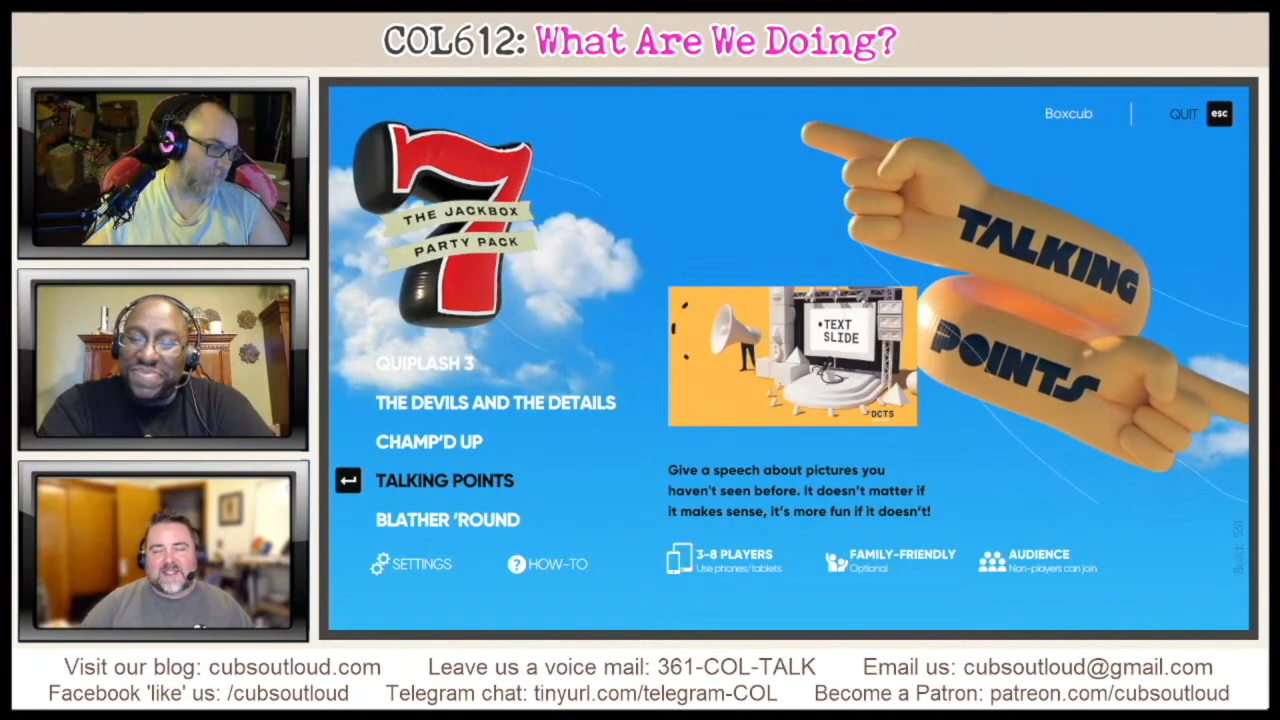 COL612: What Are We Doing?
Boxcub
QUIT esc
7
THE JACKBOX
PARTY PACK
TALKING
POINTS
•TEXT
SLIDE
DCTS
QUIPLASH 3
THE DEVILS AND THE DETAILS
CHAMP'D UP
TALKING POINTS
BLATHER 'ROUND
SETTINGS
? HOW-TO
Give a speech about pictures you
haven't seen before. It doesn't matter if
it makes sense, it's more fun if it doesn't!
3-8 PLAYERS
Use phones/tablets
FAMILY-FRIENDLY
Optional
AUDIENCE
Non-players can join
Build: 561
Visit our blog: cubsoutloud.com Leave us a voice mail: 361-COL-TALK Email us: cubsoutloud@gmail.com
Facebook 'like' us: /cubsoutloud Telegram chat: tinyurl.com/telegram-COL Become a Patron: patreon.com/cubsoutloud